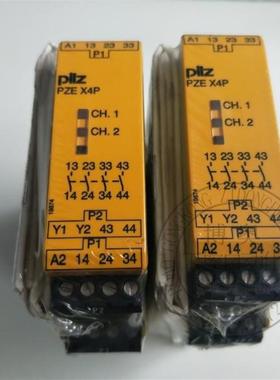 A1 13 23 33
P1
pilz
PZE X4P
CH. 1
CH. 2
13 23 33 43
14 24 34 44
P2
Y1 Y2 43 44
P1
A2 14 24 34
A1 13 23 33
P1
pilz
PZE X4P
CH. 1
CH. 2
13 23 33 43
14 24 34 44
P2
Y1 Y2 43 44
P1
A2 14 24 34